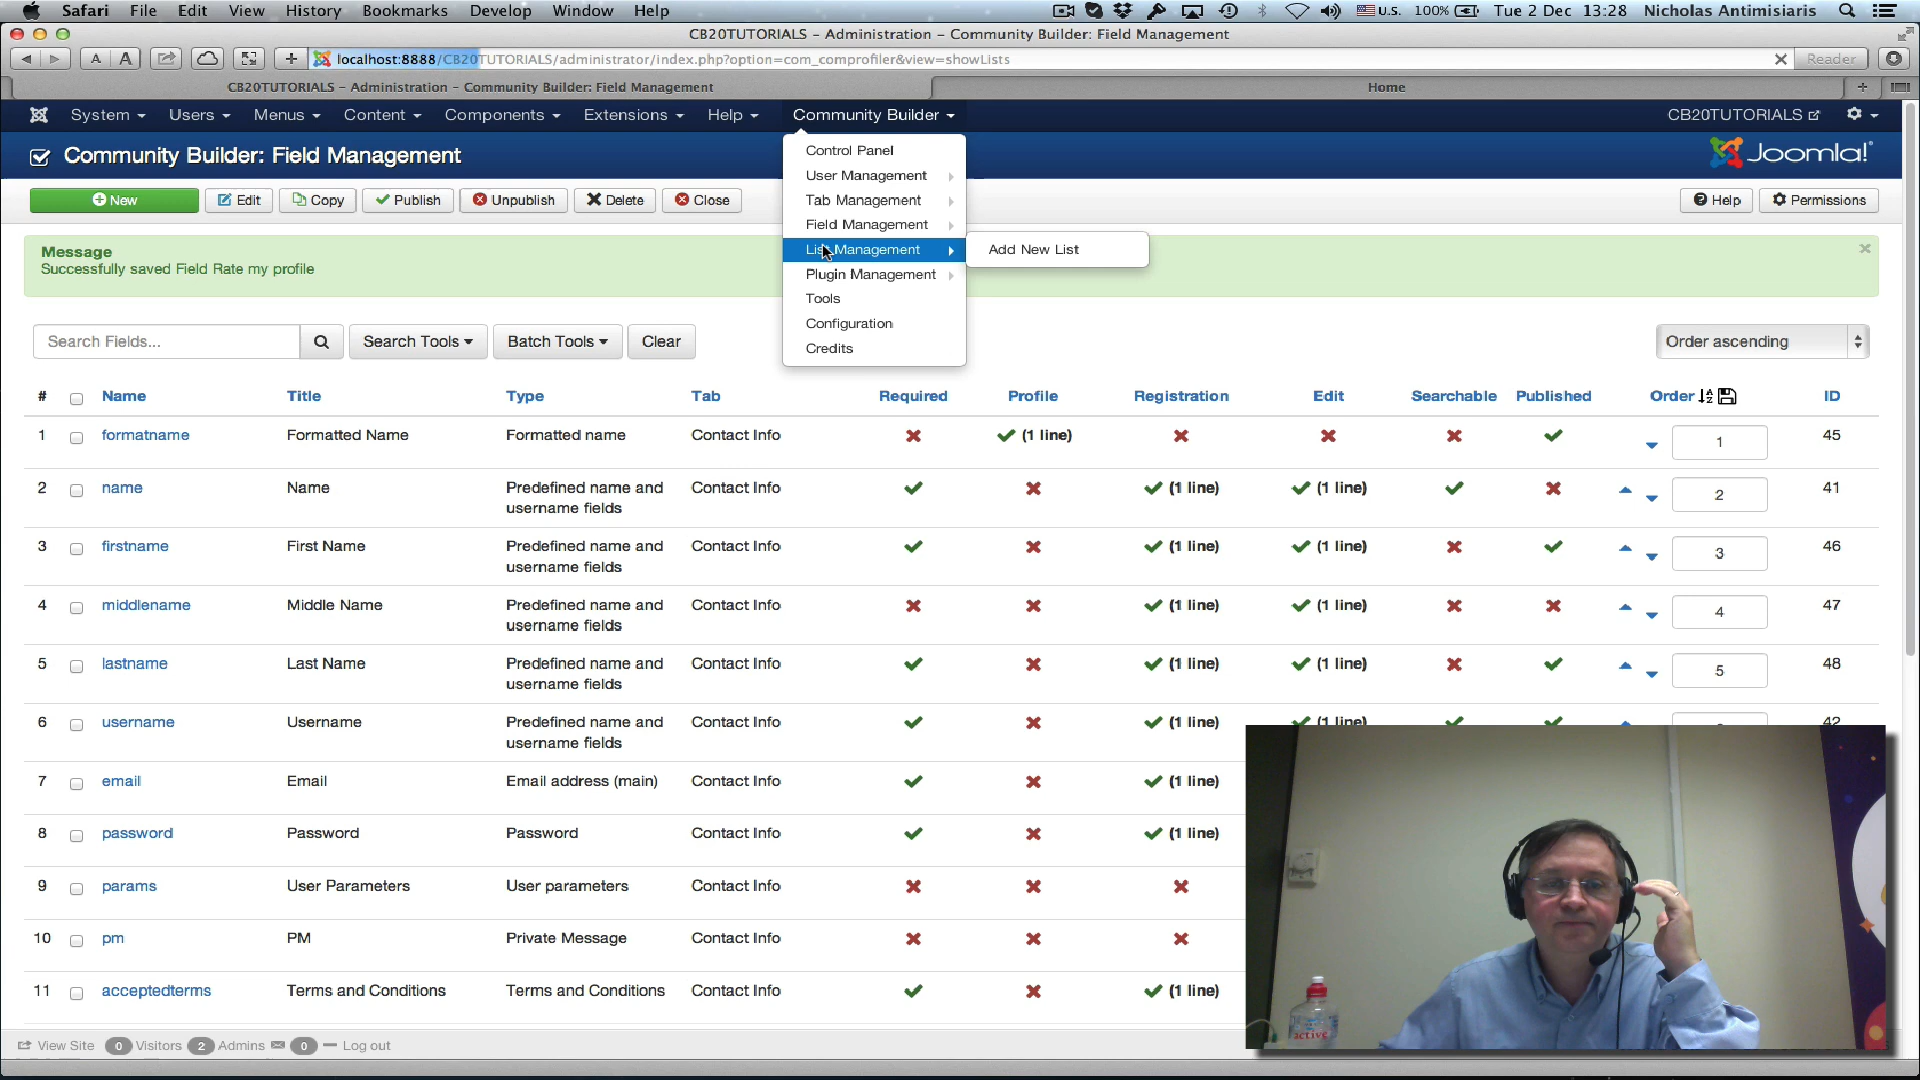 Safari File Edit View History Bookmarks Develop Window Help U.S. 100% Tue 2 Dec 13:28 Nicholas Antimisiaris
CB20TUTORIALS - Administration - Community Builder: Field Management
A A localhost:8888/CB20TUTORIALS/administrator/index.php?option=com_comprofiler&view=showLists Reader
CB20TUTORIALS - Administration - Community Builder: Field Management Home
System Users Menus Content Components Extensions Help Community Builder CB20TUTORIALS
Community Builder: Field Management Joomla!
New Edit Copy Publish Unpublish Delete Close Help Permissions
Control Panel
User Management
Tab Management
Field Management
List Management Add New List
Plugin Management
Tools
Configuration
Credits
Message
Successfully saved Field Rate my profile
Search Fields... Search Tools Batch Tools Clear Order ascending
# Name Title Type Tab Required Profile Registration Edit Searchable Published Order ID
1 formatname Formatted Name Formatted name Contact Info (1 line) 1 45
2 name Name Predefined name and Contact Info (1 line) (1 line) 2 41
username fields
3 firstname First Name Predefined name and Contact Info (1 line) (1 line) 3 46
username fields
4 middlename Middle Name Predefined name and Contact Info (1 line) (1 line) 4 47
username fields
5 lastname Last Name Predefined name and Contact Info (1 line) (1 line) 5 48
username fields
6 username Username Predefined name and Contact Info (1 line) (1 line) 42
username fields
7 email Email Email address (main) Contact Info (1 line)
8 password Password Password Contact Info (1 line)
9 params User Parameters User parameters Contact Info
10 pm PM Private Message Contact Info
11 acceptedterms Terms and Conditions Terms and Conditions Contact Info (1 line)
active
View Site 0 Visitors 2 Admins 0 Log out